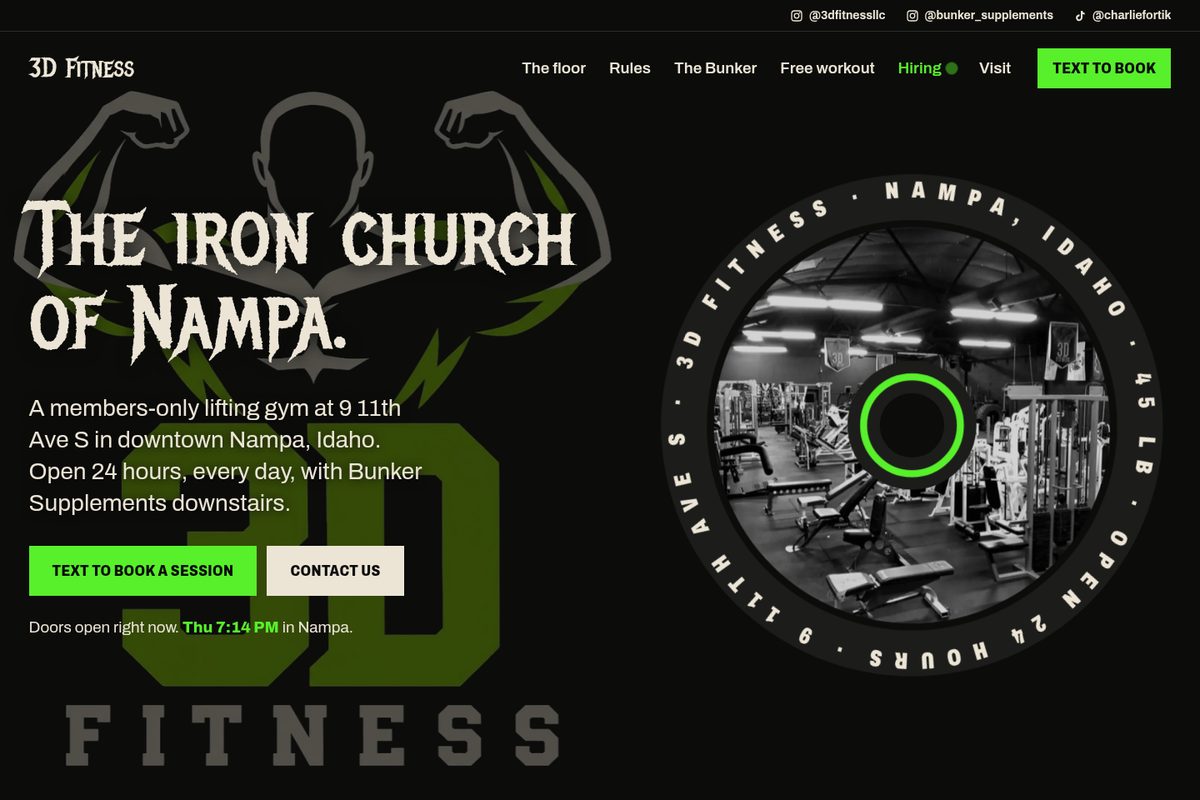 @3dfitnessllc @bunker_supplements @charliefortik
3D Fitness
The floor Rules The Bunker Free workout Hiring Visit TEXT TO BOOK
The iron church
of Nampa.
A members-only lifting gym at 9 11th
Ave S in downtown Nampa, Idaho.
Open 24 hours, every day, with Bunker
Supplements downstairs.
TEXT TO BOOK A SESSION CONTACT US
Doors open right now. Thu 7:14 PM in Nampa.
3D
FITNESS
3D FITNESS · NAMPA, IDAHO · 45 LB · OPEN 24 HOURS · 9 11TH AVE S ·
3D
3D